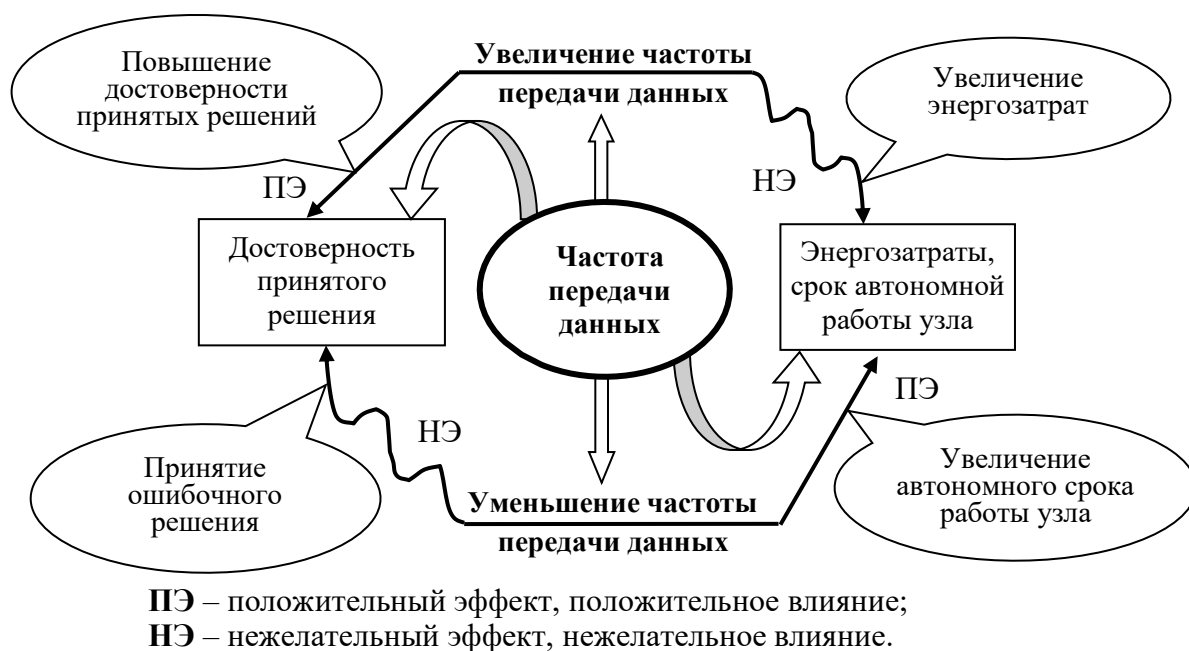 Повышение
достоверности
принятых решений
Увеличение частоты
передачи данных
Увеличение
энергозатрат
ПЭ
НЭ
Достоверность
принятого
решения
Частота
передачи
данных
Энергозатраты,
срок автономной
работы узла
НЭ
ПЭ
Принятие
ошибочного
решения
Уменьшение частоты
передачи данных
Увеличение
автономного срока
работы узла
ПЭ – положительный эффект, положительное влияние;
НЭ – нежелательный эффект, нежелательное влияние.